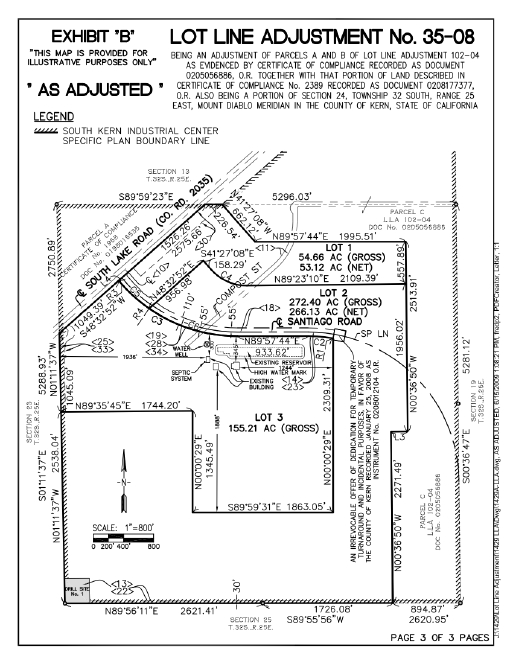 EXHIBIT "B"
"THIS MAP IS PROVIDED FOR
ILLUSTRATIVE PURPOSES ONLY"
" AS ADJUSTED "
LOT LINE ADJUSTMENT No. 35-08
BEING AN ADJUSTMENT OF PARCELS A AND B OF LOT LINE ADJUSTMENT 102-04
AS EVIDENCED BY CERTIFICATE OF COMPLIANCE RECORDED AS DOCUMENT
0205056886, O.R. TOGETHER WITH THAT PORTION OF LAND DESCRIBED IN
CERTIFICATE OF COMPLIANCE No. 2389 RECORDED AS DOCUMENT 0208177377,
O.R. ALSO BEING A PORTION OF SECTION 24, TOWNSHIP 32 SOUTH, RANGE 25
EAST, MOUNT DIABLO MERIDIAN IN THE COUNTY OF KERN, STATE OF CALIFORNIA
LEGEND
SOUTH KERN INDUSTRIAL CENTER
SPECIFIC PLAN BOUNDARY LINE
SECTION 13
T.32S.,R.25E.
S89°59'23"E
5296.03'
N41°27'08"W
662.12'
226.54'
PARCEL A
CERTIFICATE OF COMPLIANCE
SOUTH LAKE ROAD (CO. RD. 2035)
1526.26'
2575.66'
<30>
<10>
PARCEL C
LLA 102-04
DOC No. 0205056886
2750.89'
<11>
N89°57'44"E 1995.51'
LOT 1
54.66 AC (GROSS)
53.12 AC (NET)
557.89'
S41°27'08"E
158.29'
N89°23'10"E 2109.39'
COMPOST ST
N48°32'52"E
956.98'
R3
R4
1049.39'
S48°32'52"W
110'
55'
55'
C3
<18>
LOT 2
272.40 AC (GROSS)
266.13 AC (NET)
2513.91'
SANTIAGO ROAD
SP LN
N89°57'44"E
933.62'
C2
R1
<25>
<33>
<19>
<28>
<34>
WATER
WELL
1936'
SEPTIC
SYSTEM
EXISTING RESERVOIR
1244'
HIGH WATER MARK
EXISTING
BUILDING
<14>
<23>
1956.02'
5281.12'
5288.93'
N01°11'37"W
1045.09'
N89°35'45"E 1744.20'
2309.31'
N00°00'29"E
N00°36'50"W
SECTION 23
T.32S.,R.25E.
SECTION 19
LOT 3
155.21 AC (GROSS)
AN IRREVOCABLE OFFER OF DEDICATION FOR TEMPORARY
TURNAROUND AND INCIDENTAL PURPOSES, IN FAVOR OF
THE COUNTY OF KERN RECORDED JANUARY 25, 2008 AS
INSTRUMENT No. 0208012104 O.R.
S01°11'37"E
2538.04'
N01°11'37"W
N00°00'29"E
1345.49'
S89°59'31"E 1863.05'
2271.49'
N00°36'50"W
PARCEL C
LLA 102-04
DOC No. 0205056886
S00°36'47"E
SCALE: 1"=800'
0 200' 400' 800'
DRILL SITE
No. 1
<13>
<22>
30'
N89°56'11"E 2621.41'
1726.08'
S89°55'56"W
894.87'
2620.95'
SECTION 25
T.32S.,R.25E.
PAGE 3 OF 3 PAGES